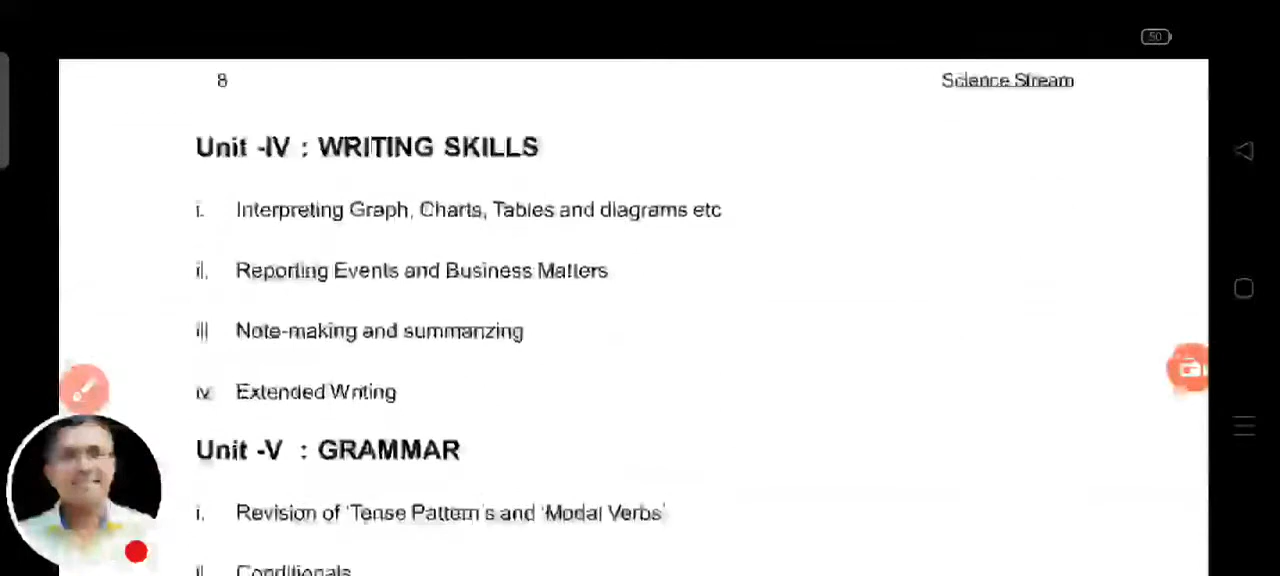 50
8 Science Stream
Unit -IV : WRITING SKILLS
i. Interpreting Graph, Charts, Tables and diagrams etc
ii. Reporting Events and Business Matters
iii Note-making and summarizing
iv. Extended Writing
Unit -V : GRAMMAR
i. Revision of 'Tense Pattern's and 'Modal Verbs'
ii. Conditionals